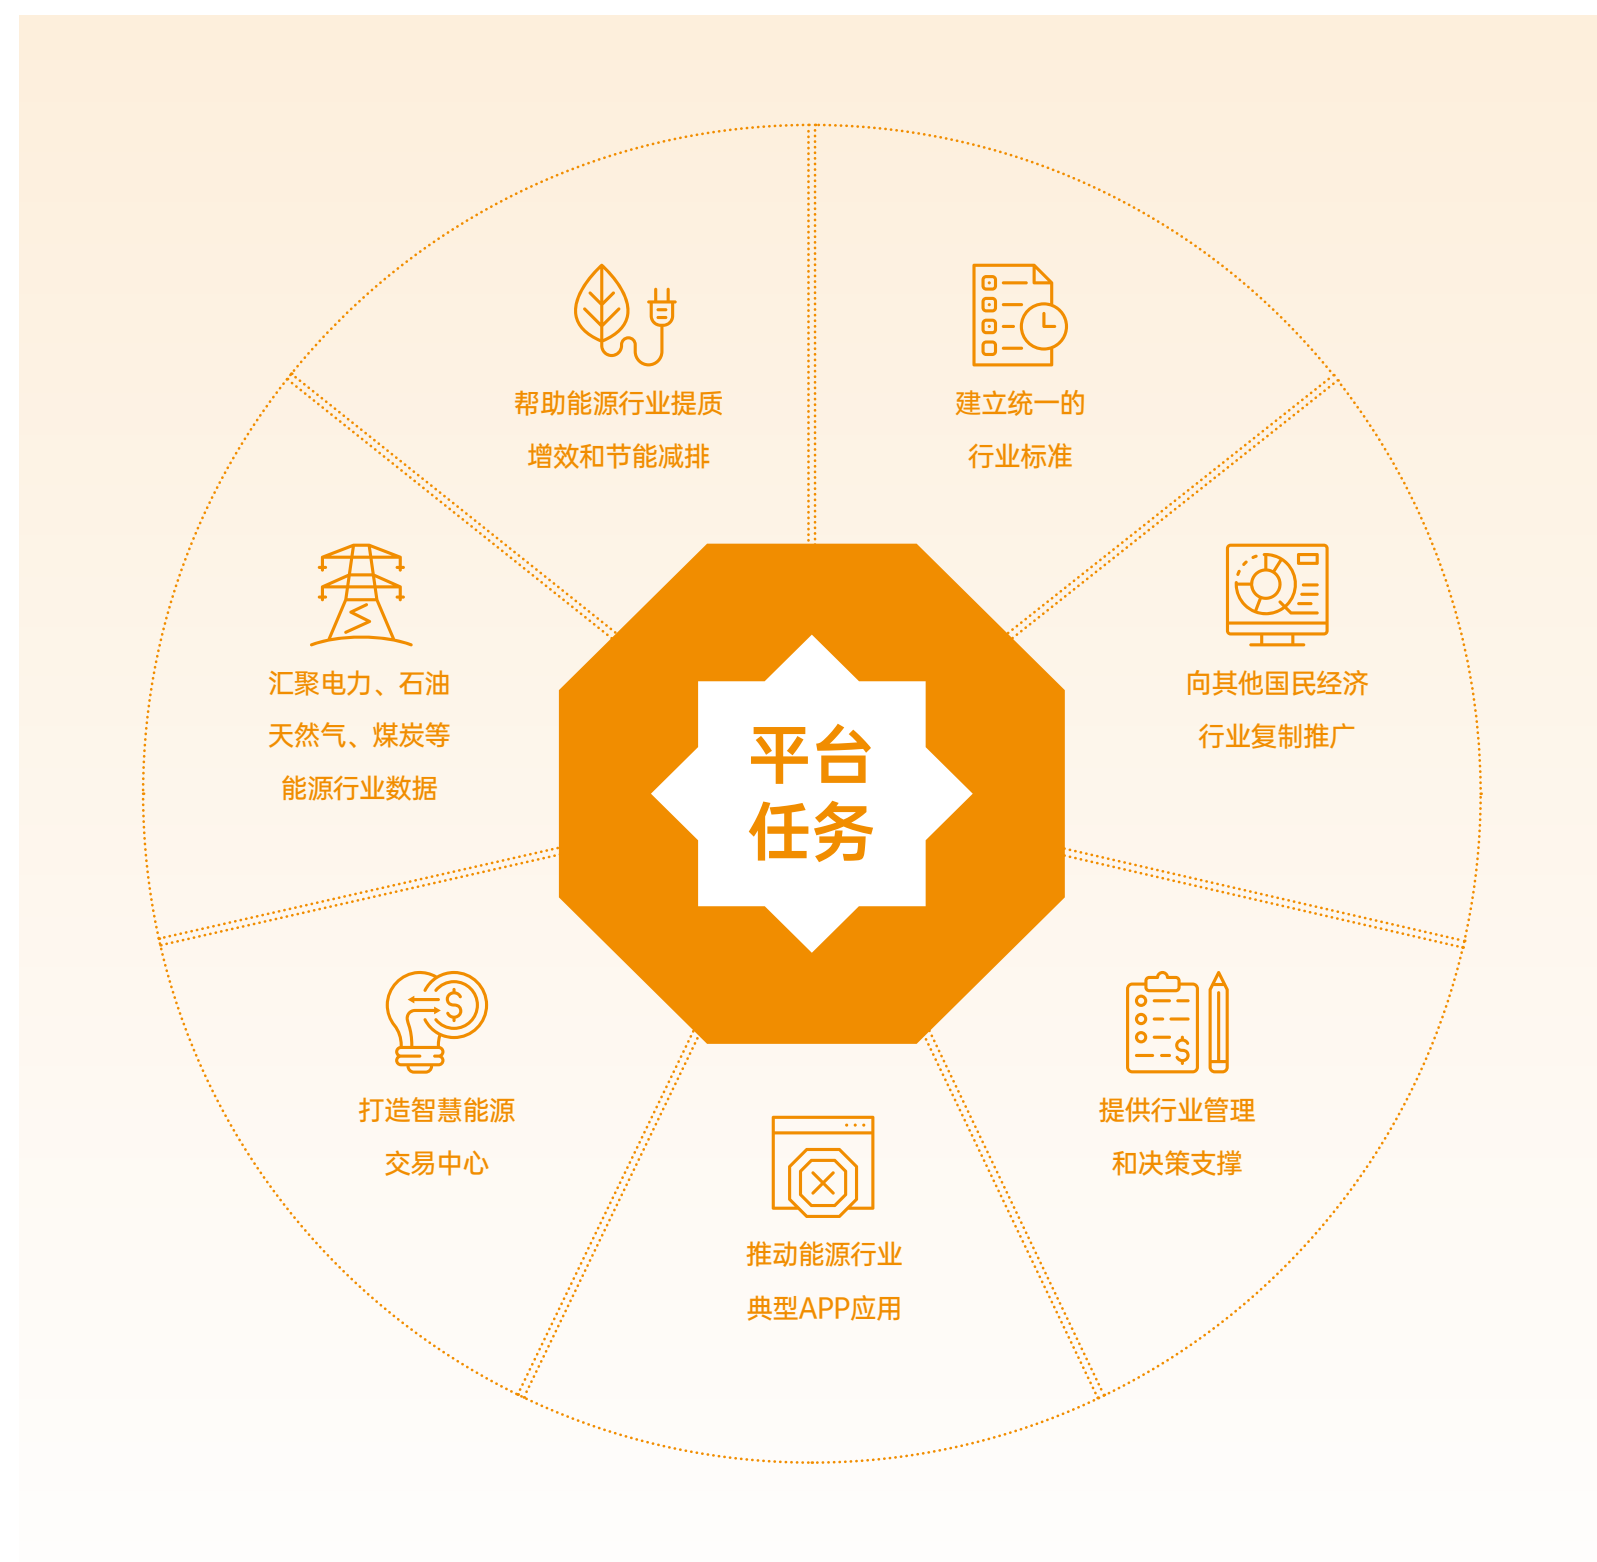 帮助能源行业提质
增效和节能减排
建立统一的
行业标准
汇聚电力、石油
天然气、煤炭等
能源行业数据
向其他国民经济
行业复制推广
平台
任务
打造智慧能源
交易中心
提供行业管理
和决策支撑
推动能源行业
典型APP应用